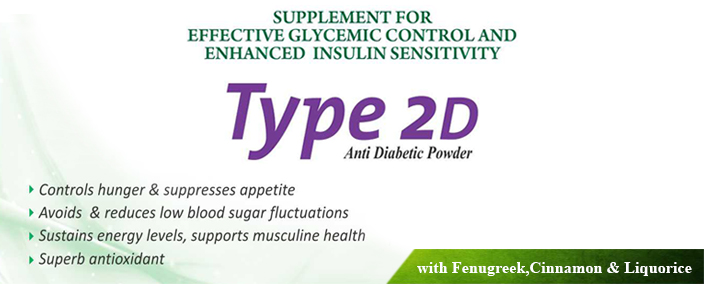 SUPPLEMENT FOR
EFFECTIVE GLYCEMIC CONTROL AND
ENHANCED INSULIN SENSITIVITY
Type 2D
Anti Diabetic Powder
Controls hunger & suppresses appetite
Avoids & reduces low blood sugar fluctuations
Sustains energy levels, supports musculine health
Superb antioxidant
with Fenugreek,Cinnamon & Liquorice